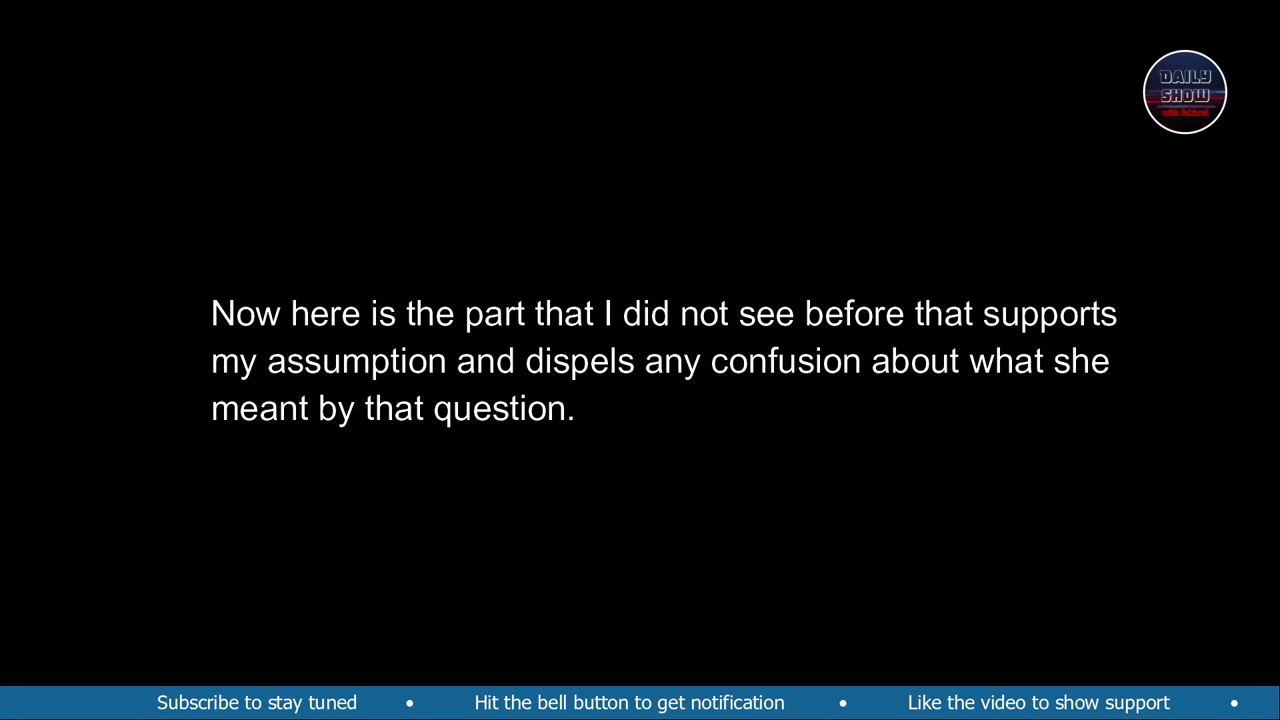 DAILY
SHOW
Now here is the part that I did not see before that supports
my assumption and dispels any confusion about what she
meant by that question.
Subscribe to stay tuned • Hit the bell button to get notification • Like the video to show support •